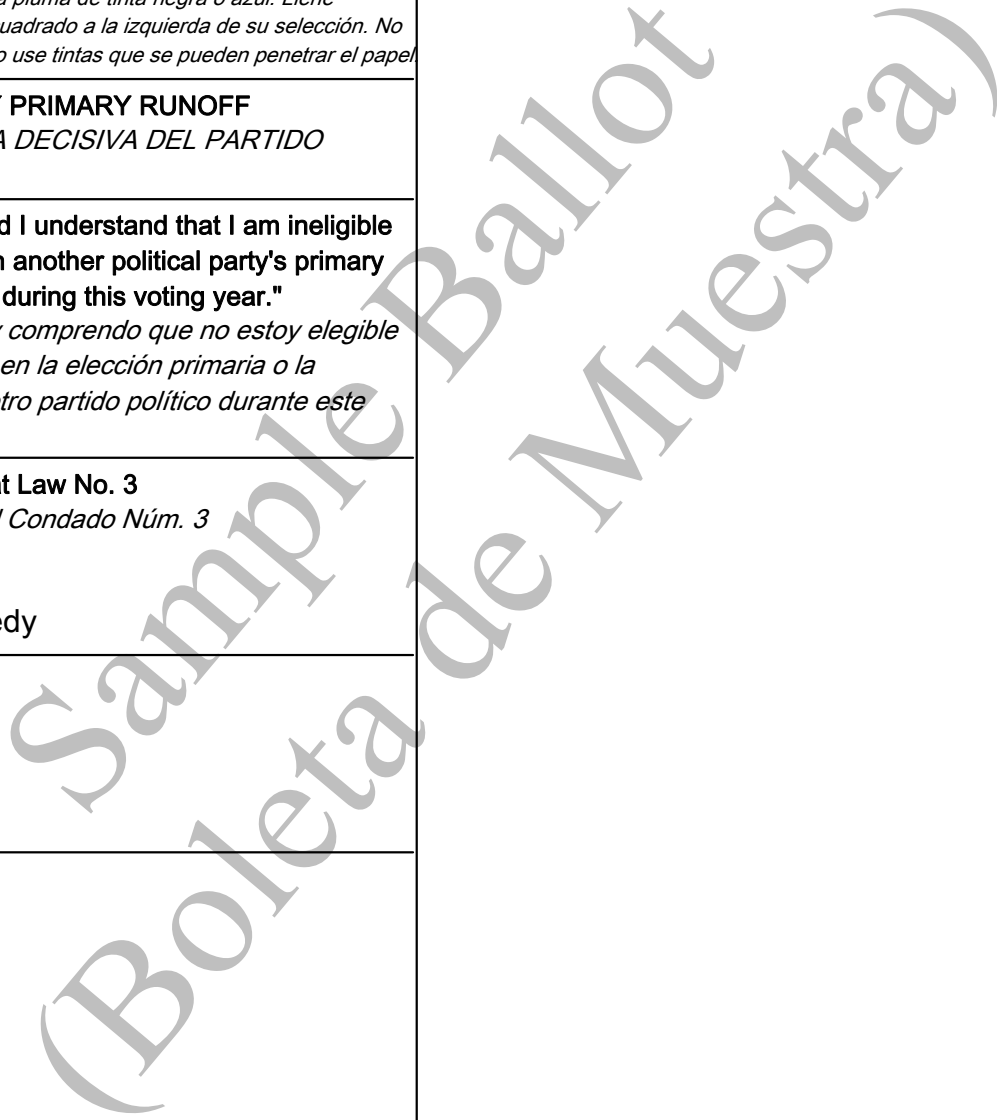 pluma de tinta negra o azul. Llene
uadrado a la izquierda de su selección. No
o use tintas que se pueden penetrar el papel.
PRIMARY RUNOFF
A DECISIVA DEL PARTIDO
d I understand that I am ineligible
n another political party's primary
during this voting year."
y comprendo que no estoy elegible
en la elección primaria o la
otro partido político durante este
at Law No. 3
l Condado Núm. 3
edy
Sample Ballot
(Boleta de Muestra)